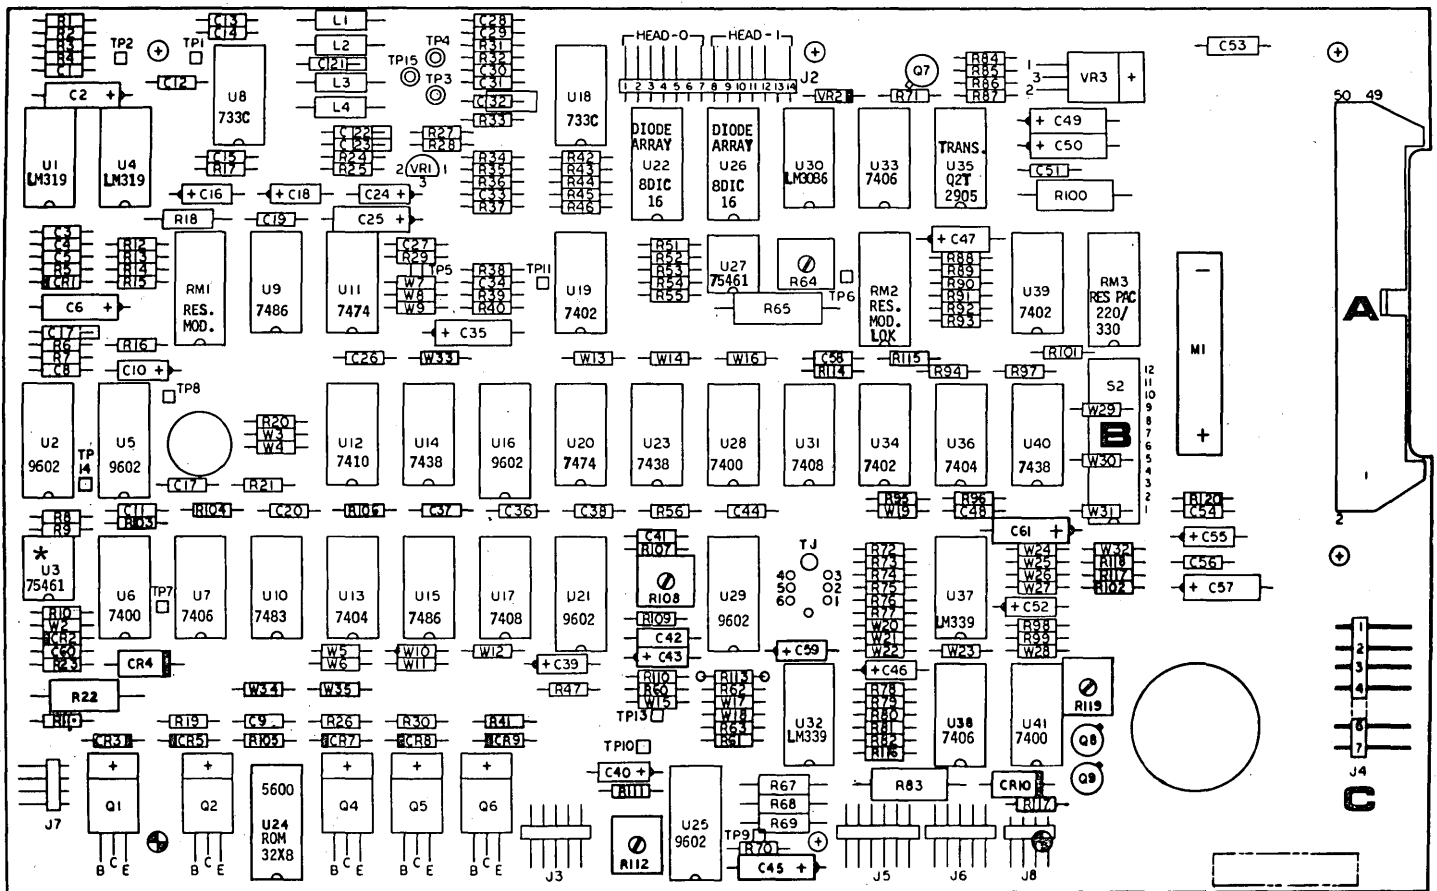 R1
R2
R3
R4
C1
TP2
TP1
C13
C14
L1
L2
C21
L3
L4
TP15
TP4
TP3
C28
C29
R31
R32
C30
C31
C32
R33
HEAD-0
HEAD-1
1 2 3 4 5 6 7 8 9 10 11 12 13 14
J2
Q7
VR2
R71
R84
R85
R86
R87
1
3
2
VR3
+
C53
C2 +
C12
U8
733C
U18
733C
50 49
U1
LM319
U4
LM319
C15
R17
C22
C23
R24
R25
R27
R28
2 VR1 1
3
R34
R35
R36
C33
R37
R42
R43
R44
R45
R46
DIODE
ARRAY
U22
8DIC
16
DIODE
ARRAY
U26
8DIC
16
U30
LM3086
U33
7406
TRANS.
U35
Q2T
2905
+ C49
+ C50
C51
R100
+ C16
+ C18
C24 +
C25 +
R18
C19
C3
C4
C5
R5
CR1
R12
R13
R14
R15
C6 +
RM1
RES.
MOD.
U9
7486
U11
7474
C27
R29
TP5
W7
W8
W9
+ C35
R38
C34
R39
R40
TP11
U19
7402
R51
R52
R53
R54
R55
U27
75461
R64
R65
TP6
RM2
RES.
MOD.
LOK
+ C47
R88
R89
R90
R91
R92
R93
U39
7402
RM3
RES PAC
220/
330
−
M1
+
A
C17
R6
R7
C8
R16
C10 +
TP8
C26
W33
W13
W14
W16
C58
R114
R115
R94
R97
R101
S2
12
11
10
9
8
7
6
5
4
3
2
1
W29
B
W30
W31
U2
9602
TP
14
U5
9602
R20
W3
W4
U12
7410
U14
7438
U16
9602
U20
7474
U23
7438
U28
7400
U31
7408
U34
7402
U36
7404
U40
7438
C17
R21
1
2
R8
R9
C11
R103
R104
C20
R106
C37
C36
C38
R56
C44
R95
W19
R96
C48
C61 +
R120
C54
+ C55
C56
+ C57
*
U3
75461
U6
7400
TP7
U7
7406
U10
7483
U13
7404
U15
7486
U17
7408
U21
9602
C41
R107
R108
R109
C42
+ C43
U29
9602
TJ
4 3
5 2
6 1
+ C59
R72
R73
R74
R75
R76
R77
W20
W21
W22
U37
LM339
W23
W24
W25
W26
W27
+ C52
R98
R99
W28
W32
R118
R117
R102
R10
W2
CR2
C60
R23
CR4
R22
R11
W5
W6
W10
W11
W12
+ C39
R47
W34
W35
R110
R60
W15
TP13
R113
R62
W17
W18
R63
R61
U32
LM339
+ C46
R78
R79
R80
R81
R82
R116
U38
7406
U41
7400
R119
Q8
Q9
1
2
3
4
6
7
J4
C
R19
C9
R26
R30
R41
CR3
CR5
R105
CR7
CR8
CR9
TP10
C40 +
R111
R112
J7
+
Q1
B C E
+
Q2
B C E
5600
U24
ROM
32X8
+
Q4
B C E
+
Q5
B C E
+
Q6
B C E
J3
U25
9602
R67
R68
R69
TP9
R70
C45 +
R83
J5
J6
CR10
R117
J8